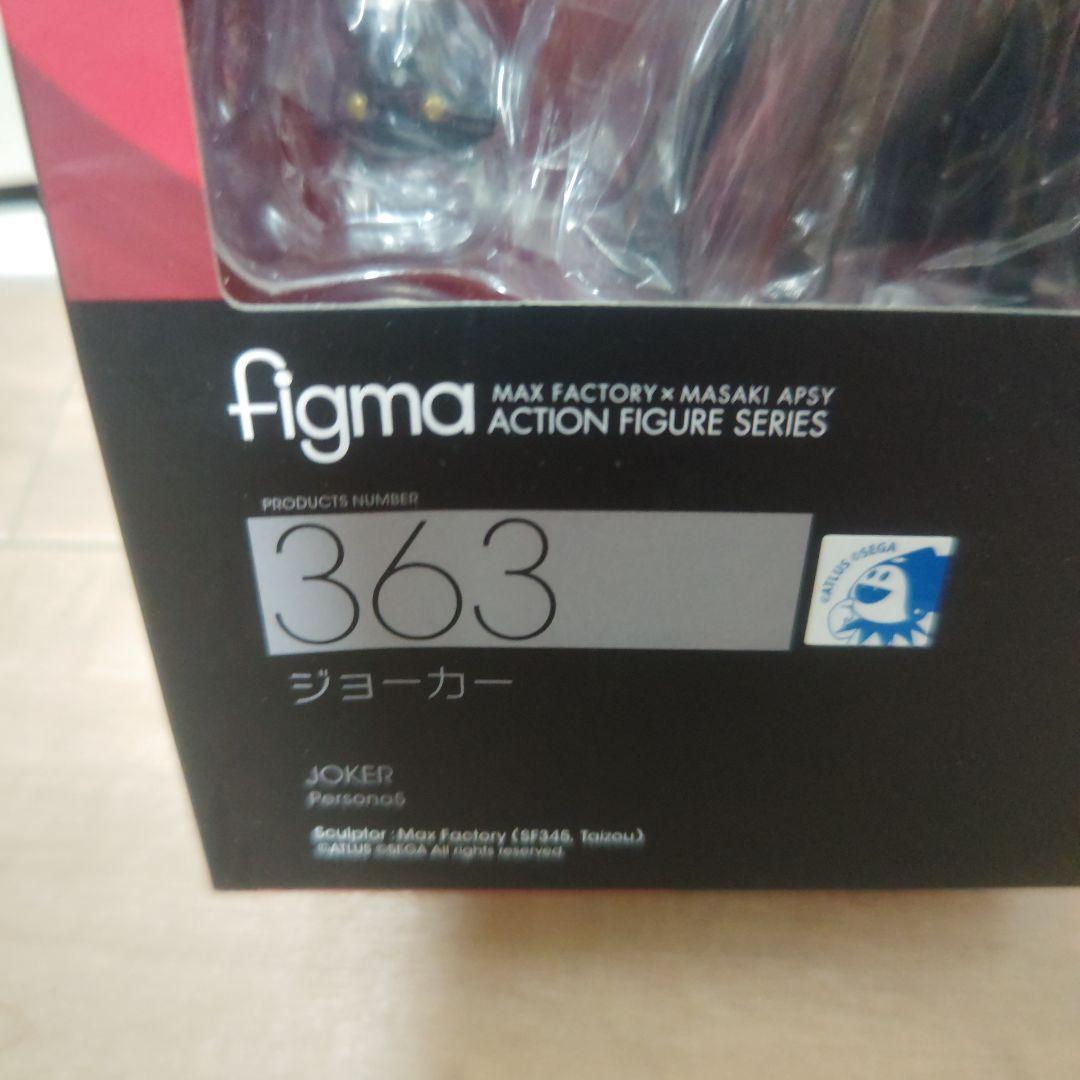 figma
MAX FACTORY × MASAKI APSY
ACTION FIGURE SERIES
PRODUCTS NUMBER
363
©ATLUS ©SEGA
ジョーカー
JOKER
Persona5
Sculptor : Max Factory (SF345, Taizou)
©ATLUS ©SEGA All rights reserved.